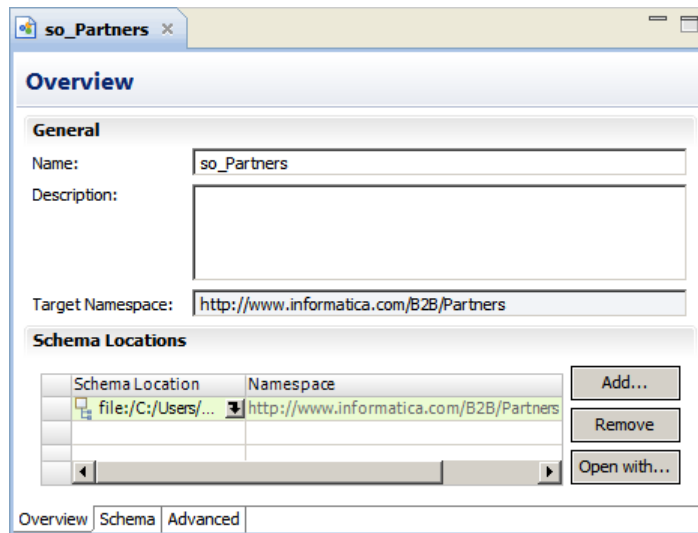 so_Partners
Overview
General
Name: so_Partners
Description:
Target Namespace: http://www.informatica.com/B2B/Partners
Schema Locations
Schema Location Namespace Add...
file:/C:/Users/... http://www.informatica.com/B2B/Partners
Remove
Open with...
Overview Schema Advanced